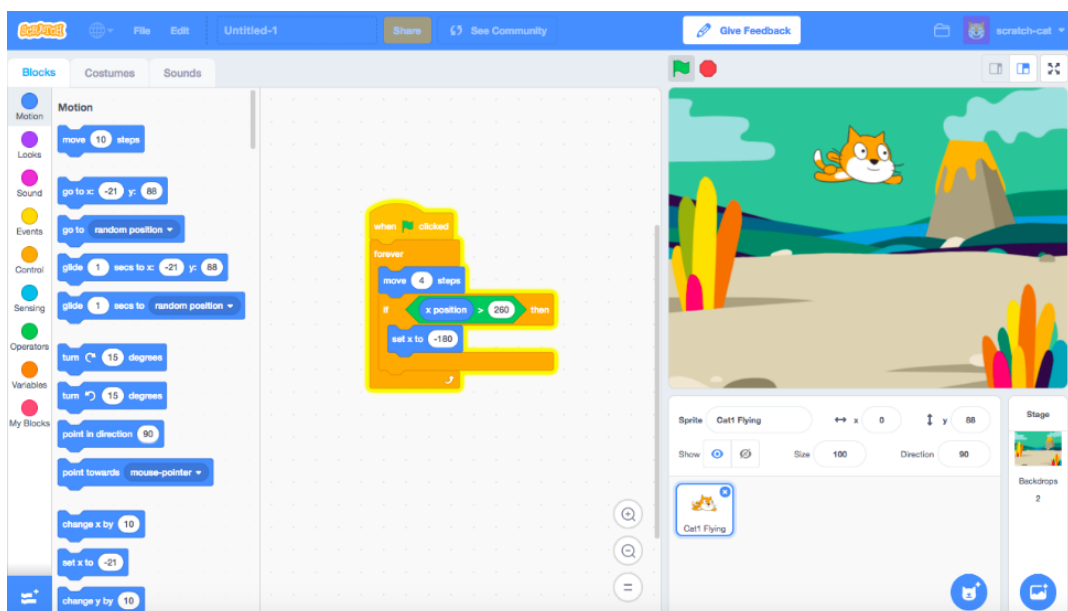 SCRATCH File Edit Untitled-1 Share See Community Give Feedback scratch-cat
Blocks Costumes Sounds
Motion
Looks
Sound
Events
Control
Sensing
Operators
Variables
My Blocks
Motion
move 10 steps
go to x: -21 y: 88
go to random position
glide 1 secs to x: -21 y: 88
glide 1 secs to random position
turn 15 degrees
turn 15 degrees
point in direction 90
point towards mouse-pointer
change x by 10
set x to -21
change y by 10
when clicked
forever
move 4 steps
if x position > 260 then
set x to -180
Sprite Cat1 Flying x 0 y 88
Show Size 100 Direction 90
Cat1 Flying
Stage
Backdrops
2